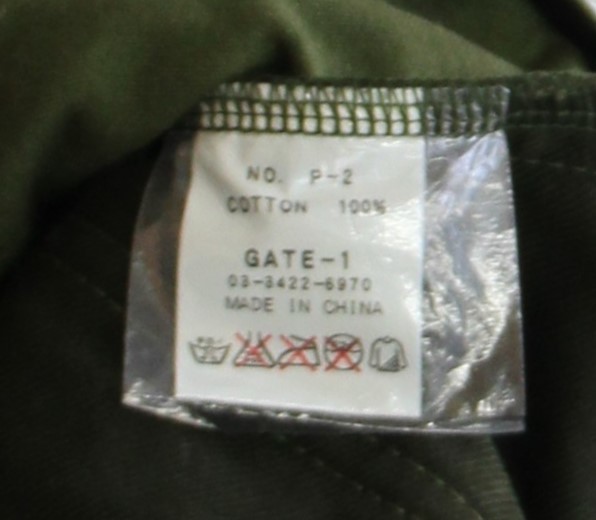 NO. P-2
COTTON 100%
GATE-1
03-3422-6970
MADE IN CHINA